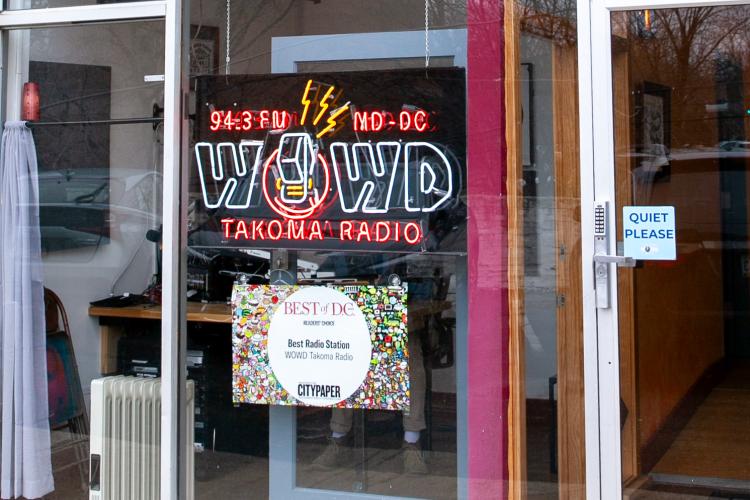 94.3 FM MD-DC
WOWD
TAKOMA RADIO
BEST of D.C.
READERS' CHOICE
Best Radio Station
WOWD Takoma Radio
CITYPAPER
QUIET
PLEASE